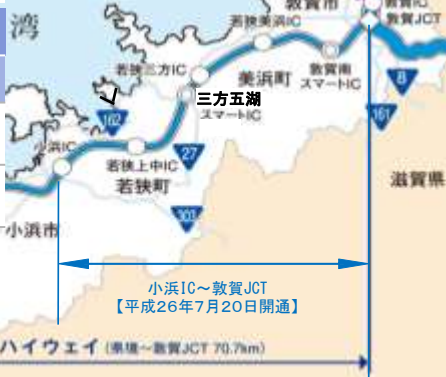 湾
敦賀市
敦賀IC
敦賀JCT
若狭美浜IC
若狭三方IC
美浜町
敦賀南
スマートIC
三方五湖
スマートIC
8
162
161
小浜IC
若狭上中IC
27
若狭町
滋賀県
303
小浜市
小浜IC～敦賀JCT
【平成26年7月20日開通】
ハイウェイ(県境～敦賀JCT 70.7km)